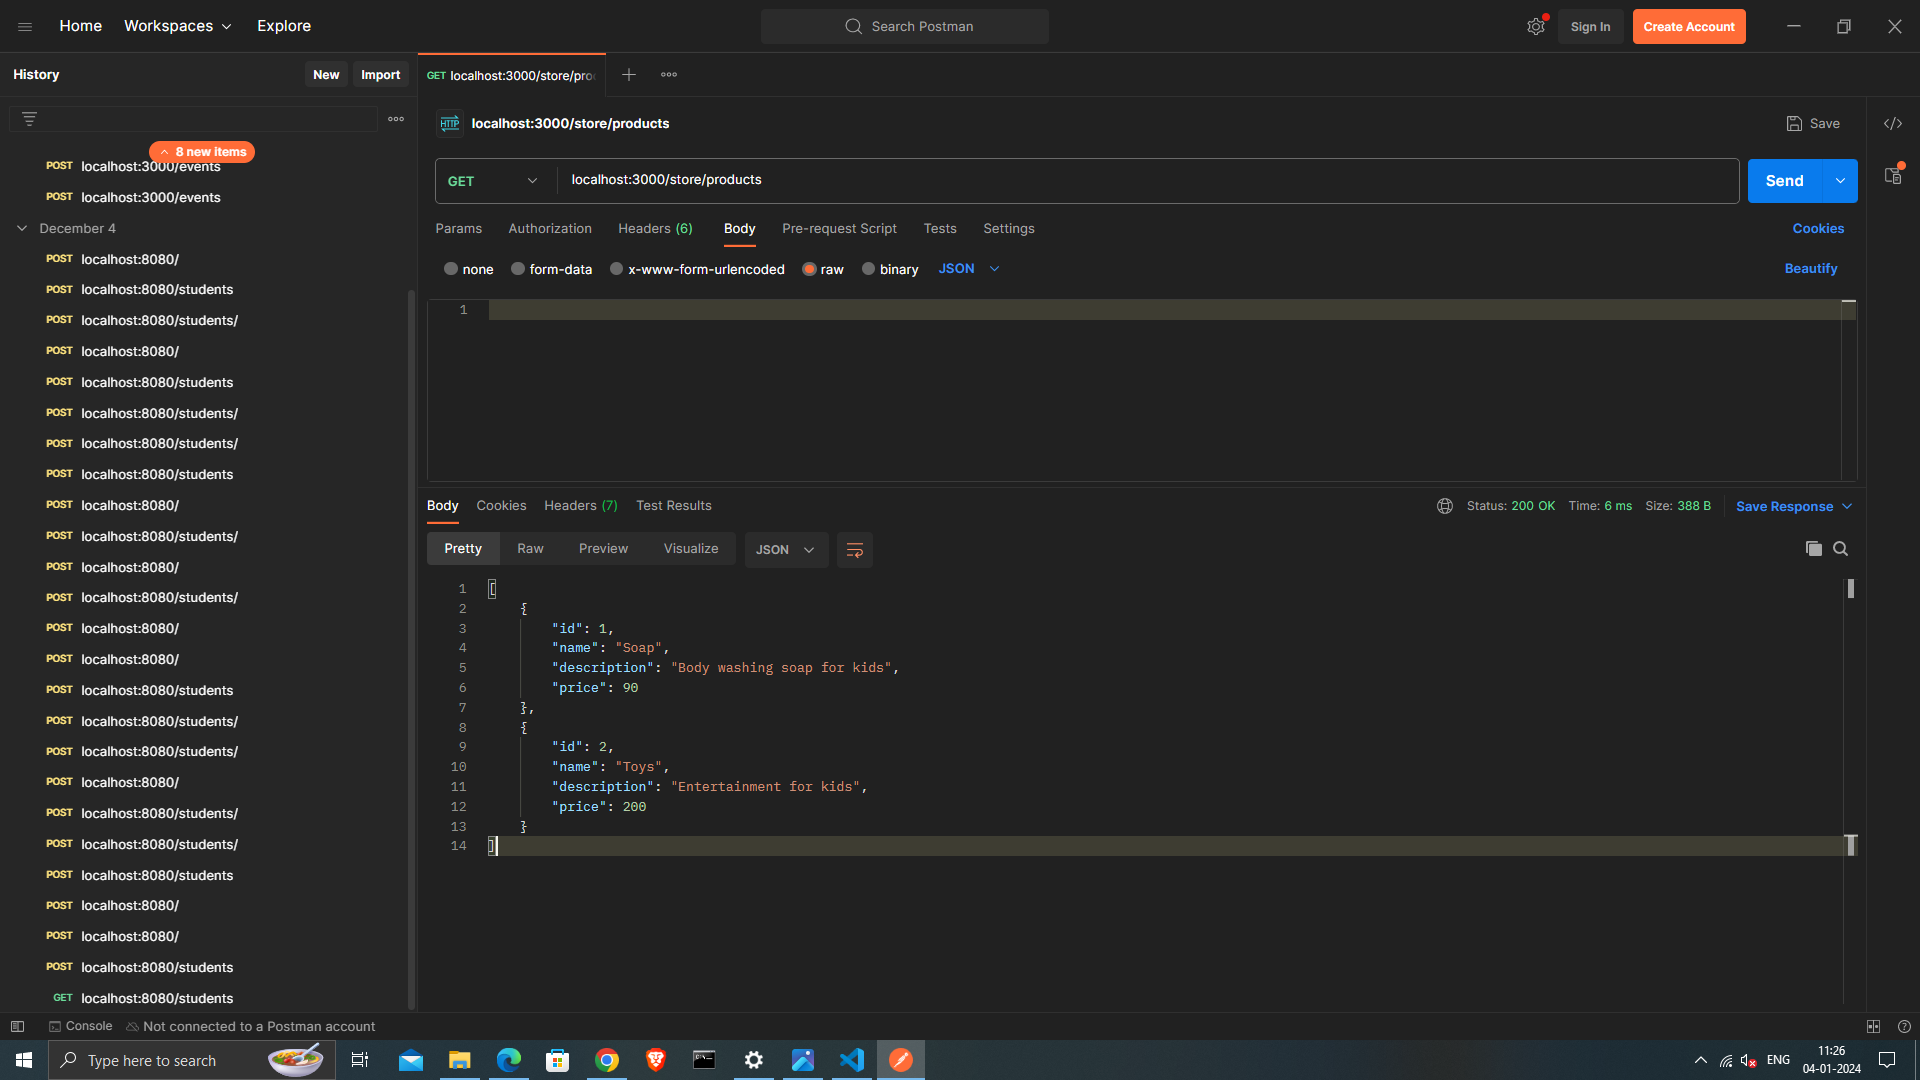 Home Workspaces Explore
Search Postman
Sign In Create Account
History New Import
GET localhost:3000/store/pro
8 new items
POST localhost:3000/events
POST localhost:3000/events
December 4
POST localhost:8080/
POST localhost:8080/students
POST localhost:8080/students/
POST localhost:8080/
POST localhost:8080/students
POST localhost:8080/students/
POST localhost:8080/students/
POST localhost:8080/students
POST localhost:8080/
POST localhost:8080/students/
POST localhost:8080/
POST localhost:8080/students/
POST localhost:8080/
POST localhost:8080/
POST localhost:8080/students
POST localhost:8080/students/
POST localhost:8080/students/
POST localhost:8080/
POST localhost:8080/students/
POST localhost:8080/students/
POST localhost:8080/students
POST localhost:8080/
POST localhost:8080/
POST localhost:8080/students
GET localhost:8080/students
HTTP localhost:3000/store/products Save
GET localhost:3000/store/products Send
Params Authorization Headers (6) Body Pre-request Script Tests Settings Cookies
none form-data x-www-form-urlencoded raw binary JSON Beautify
1
Body Cookies Headers (7) Test Results Status: 200 OK Time: 6 ms Size: 388 B Save Response
Pretty Raw Preview Visualize JSON
1 [
2 {
3 "id": 1,
4 "name": "Soap",
5 "description": "Body washing soap for kids",
6 "price": 90
7 },
8 {
9 "id": 2,
10 "name": "Toys",
11 "description": "Entertainment for kids",
12 "price": 200
13 }
14 ]
Console Not connected to a Postman account
Type here to search
ENG
11:26
04-01-2024